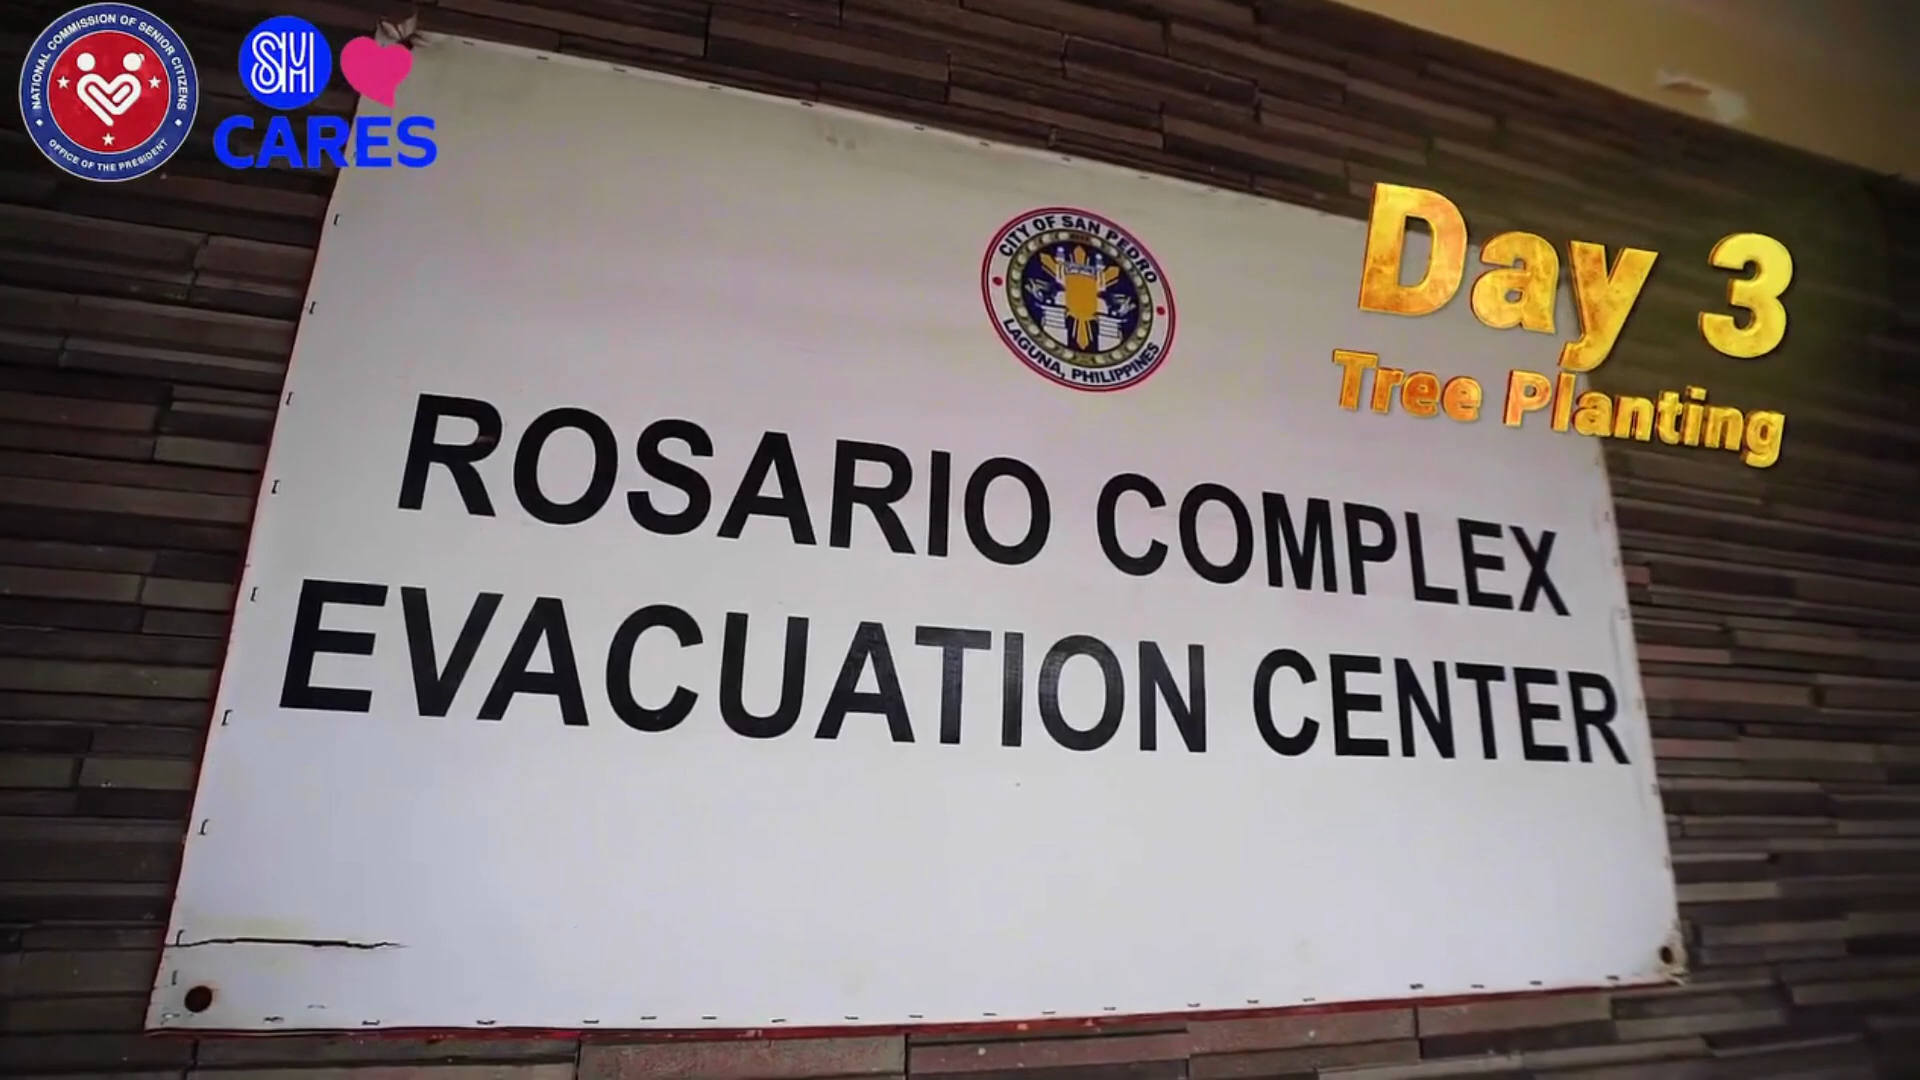 NATIONAL COMMISSION OF SENIOR CITIZENS
OFFICE OF THE PRESIDENT
SM
CARES
CITY OF SAN PEDRO
LAGUNA, PHILIPPINES
Day 3
Tree Planting
ROSARIO COMPLEX
EVACUATION CENTER